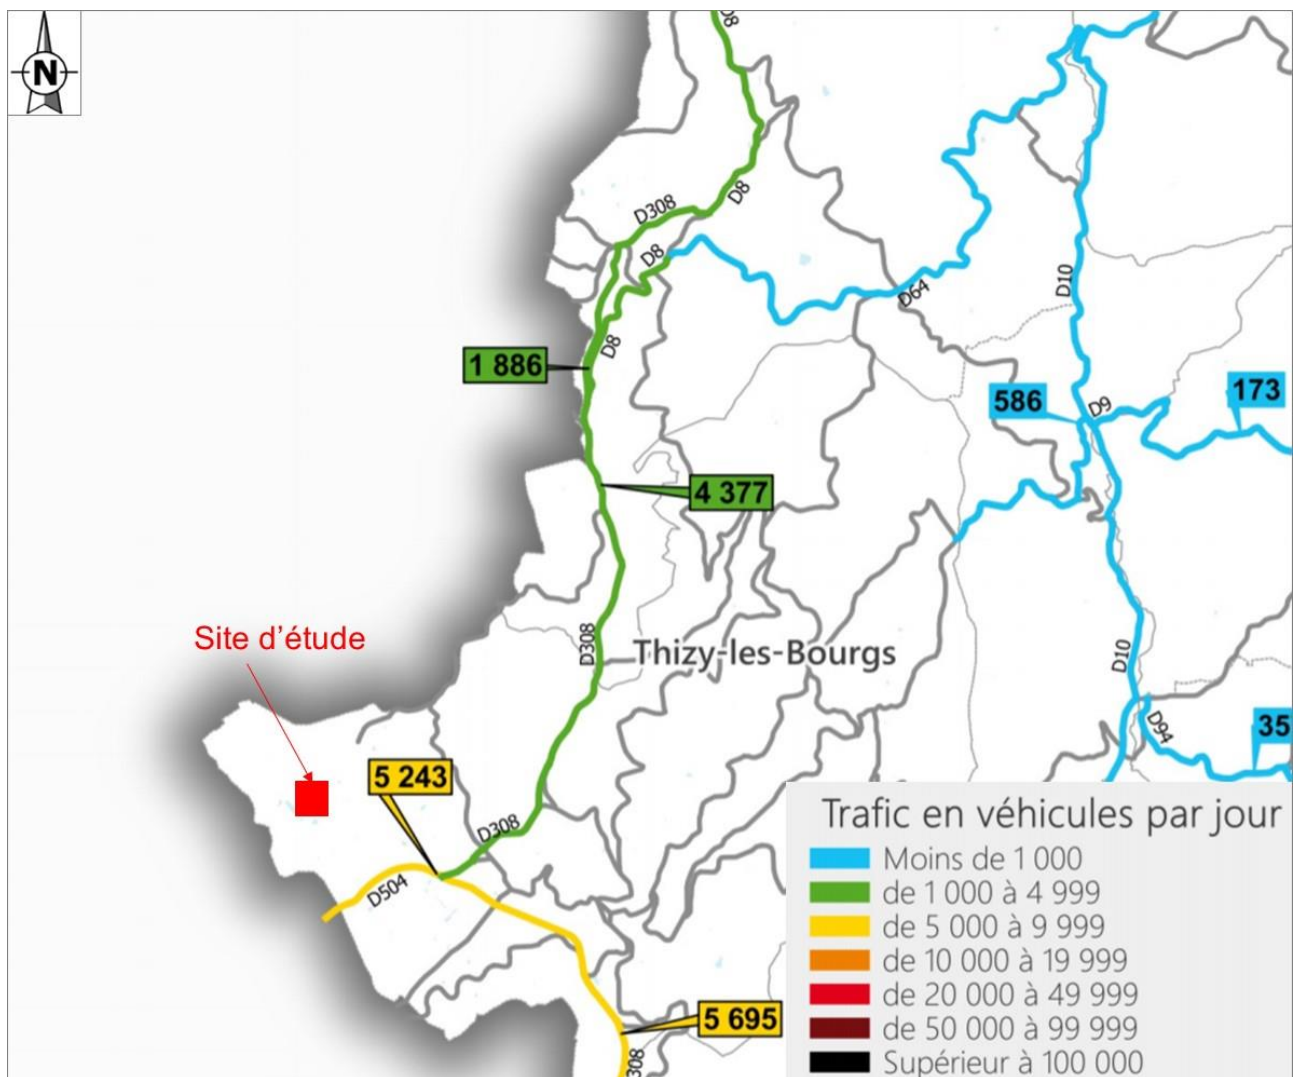 N
D8
D308
D8
D8
D64
D10
1 886
D8
586
D9
173
4 377
Site d'étude
D308
Thizy-les-Bourgs
D10
D94
35
5 243
D308
D504
5 695
308
Trafic en véhicules par jour
Moins de 1 000
de 1 000 à 4 999
de 5 000 à 9 999
de 10 000 à 19 999
de 20 000 à 49 999
de 50 000 à 99 999
Supérieur à 100 000